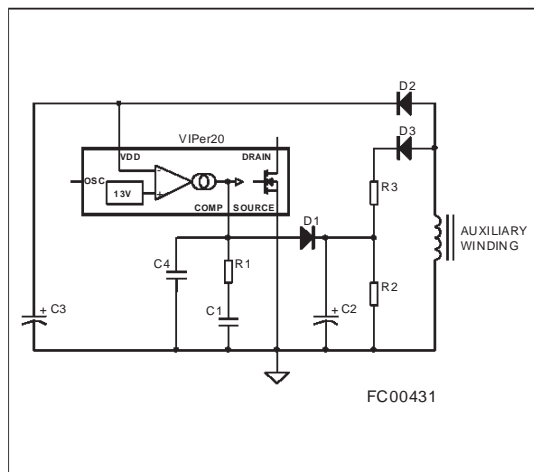 D2
D3
VIPer20
VDD
DRAIN
OSC
-
+
13V
COMP
SOURCE
R3
D1
AUXILIARY
WINDING
C4
R1
R2
C1
+
C2
+
C3
FC00431